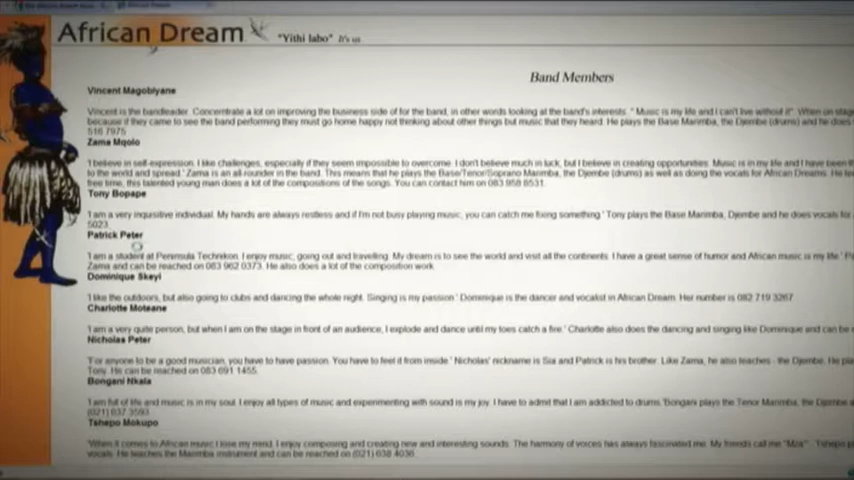 African Dream "Yithi labo" It's us
Band Members
Vincent Magobiyane
Vincent is the bandleader. Concentrate a lot on improving the business side of for the band, in other words looking at the band's interests. " Music is my life and I can't live without it". When on stage
because if they came to see the band performing they must go home happy not thinking about other things but music that they heard. He plays the Base Marimba, the Djembe (drums) and he does
516 7975
Zama Mqolo
'I believe in self-expression. I like challenges, especially if they seem impossible to overcome. I don't believe much in luck, but I believe in creating opportunities. Music is in my life and I have been
to the world and spread.' Zama is an all rounder in the band. This means that he plays the Base/Tenor/Soprano Marimba, the Djembe (drums) as well as doing the vocals for African Dreams. He
free time, this talented young man does a lot of the compositions of the songs. You can contact him on 083 958 8531.
Tony Bopape
'I am a very inquisitive individual. My hands are always restless and if I'm not busy playing music, you can catch me fixing something.' Tony plays the Base Marimba, Djembe and he does vocals for
5023.
Patrick Peter
'I am a student at Peninsula Technikon. I enjoy music, going out and travelling. My dream is to see the world and visit all the continents. I have a great sense of humor and African music is my life.'
Zama and can be reached on 083 962 0373. He also does a lot of the composition work.
Dominique Skeyi
'I like the outdoors, but also going to clubs and dancing the whole night. Singing is my passion.' Dominique is the dancer and vocalist in African Dream. Her number is 082 719 3267
Charlotte Moteane
'I am a very quite person, but when I am on the stage in front of an audience, I explode and dance until my toes catch a fire.' Charlotte also does the dancing and singing like Dominique and can be
Nicholas Peter
'For anyone to be a good musician, you have to have passion. You have to feel it from inside.' Nicholas' nickname is Sia and Patrick is his brother. Like Zama, he also teaches - the Djembe. He
Tony. He can be reached on 083 691 1455.
Bongani Nkala
'I am full of life and music is in my soul. I enjoy all types of music and experimenting with sound is my joy. I have to admit that I am addicted to drums.' Bongani plays the Tenor Marimba, the Djembe
(021) 637 3593
Tshepo Mokupo
'When it comes to African music I lose my mind. I enjoy composing and creating new and interesting sounds. The harmony of voices has always fascinated me. My friends call me "Mza"'. Tshepo
vocals. He teaches the Marimba instrument and can be reached on (021) 638 4036.